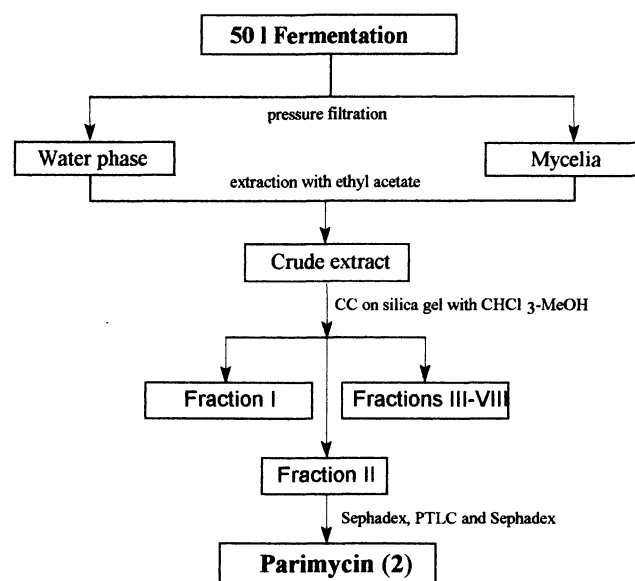 50 l Fermentation
pressure filtration
Water phase
Mycelia
extraction with ethyl acetate
Crude extract
CC on silica gel with CHCl 3-MeOH
Fraction I
Fractions III-VIII
Fraction II
Sephadex, PTLC and Sephadex
Parimycin (2)